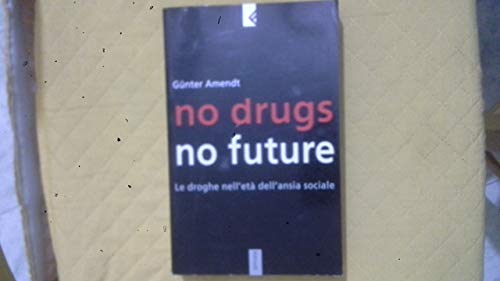 Günter Amendt
no drugs
no future
Le droghe nell'età dell'ansia sociale